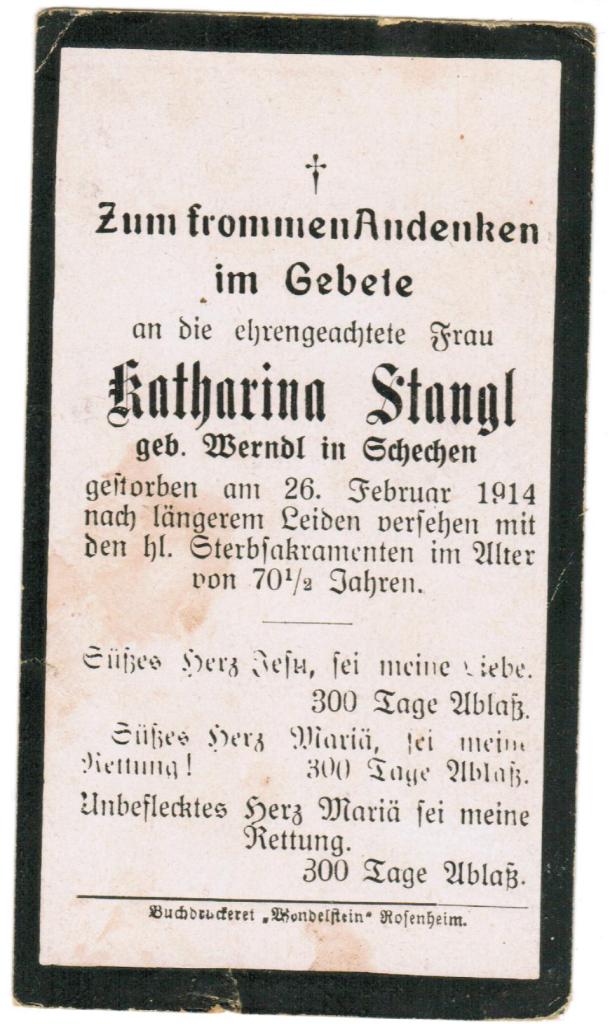 †
Zum frommen Andenken
im Gebete
an die ehrengeachtete Frau
Katharina Stangl
geb. Werndl in Schechen
gestorben am 26. Februar 1914
nach längerem Leiden versehen mit
den hl. Sterbsakramenten im Alter
von 70 1/2 Jahren.
Süßes Herz Jesu, sei meine Liebe.
300 Tage Ablaß.
Süßes Herz Mariä, sei meine
Rettung! 300 Tage Ablaß.
Unbeflecktes Herz Mariä sei meine
Rettung.
300 Tage Ablaß.
Buchdruckerei „Wendelstein" Rosenheim.